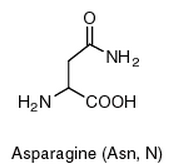 O
NH₂
H₂N
COOH
Asparagine (Asn, N)